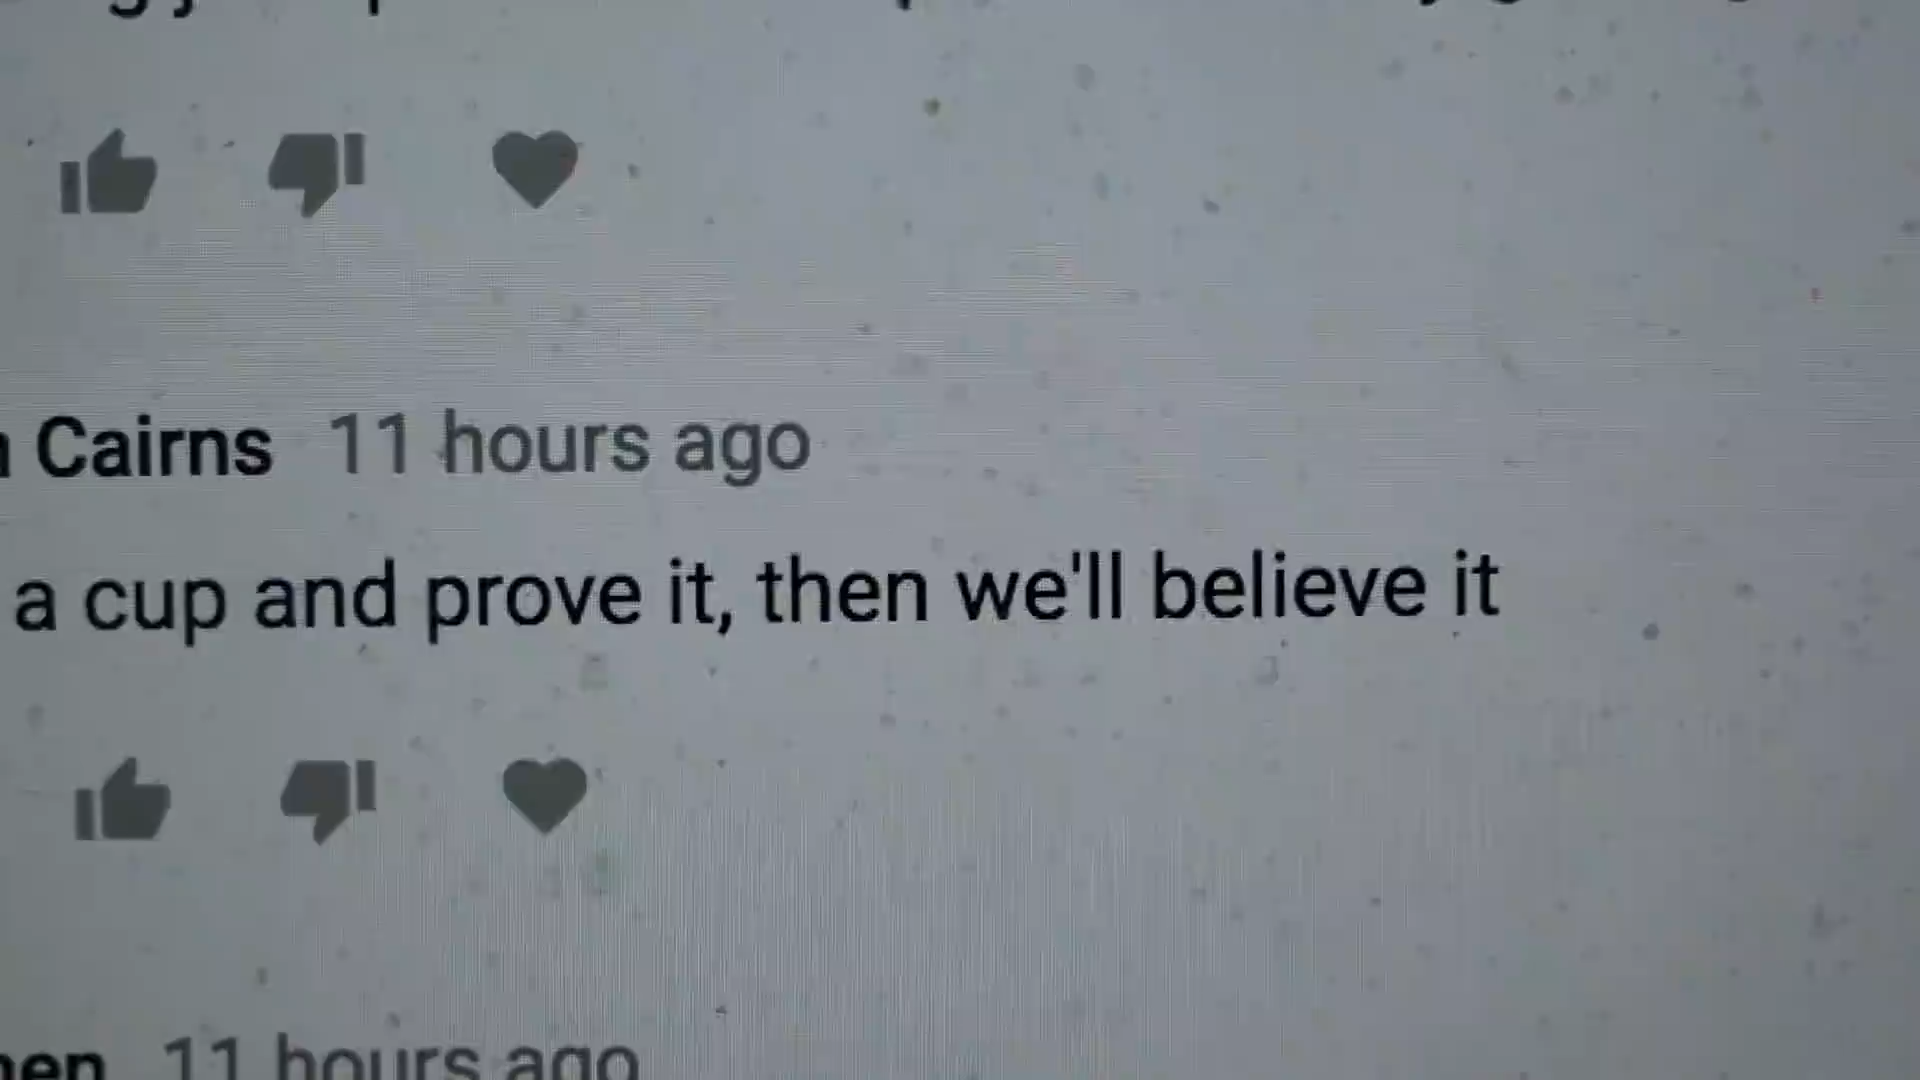 Cairns 11 hours ago
a cup and prove it, then we'll believe it
11 hours ago